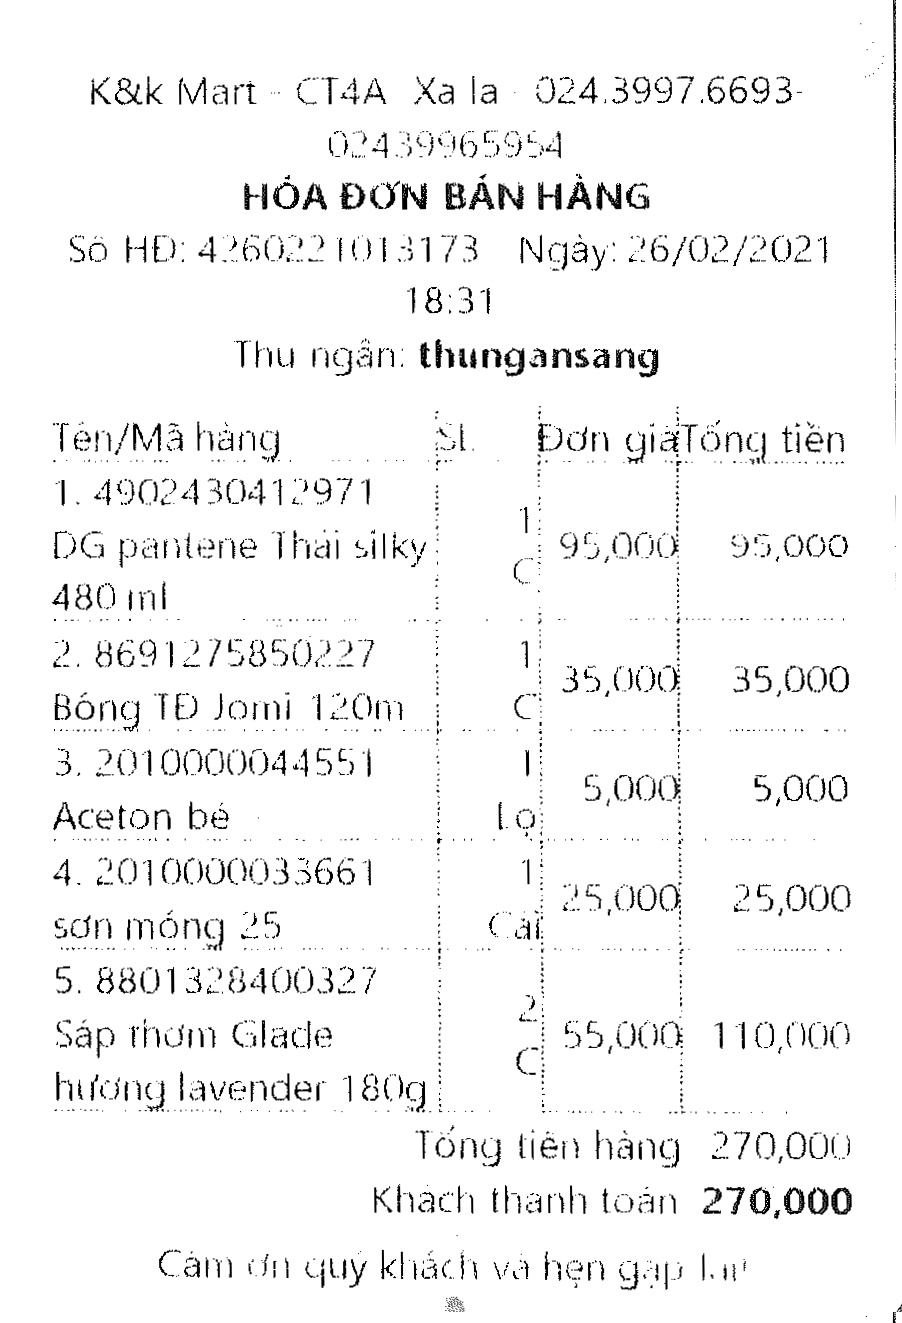 K&k Mart - CT4A Xa la - 024.3997.6693-
02439965954
HÓA ĐƠN BÁN HÀNG
Số HĐ: 4260221013173 Ngày: 26/02/2021
18:31
Thu ngân: thungansang
Tên/Mã hàng SL Đơn giá Tổng tiền
1. 4902430412971
DG pantene Thái silky 480 ml 1 C 95,000 95,000
2. 8691275850227
Bông TĐ Jomi 120m 1 C 35,000 35,000
3. 2010000044551
Aceton bé 1 Lọ 5,000 5,000
4. 2010000033661
sơn móng 25 1 Cái 25,000 25,000
5. 8801328400327
Sáp thơm Glade hương lavender 180g 2 C 55,000 110,000
Tổng tiền hàng 270,000
Khách thanh toán 270,000
Cảm ơn quý khách và hẹn gặp lại